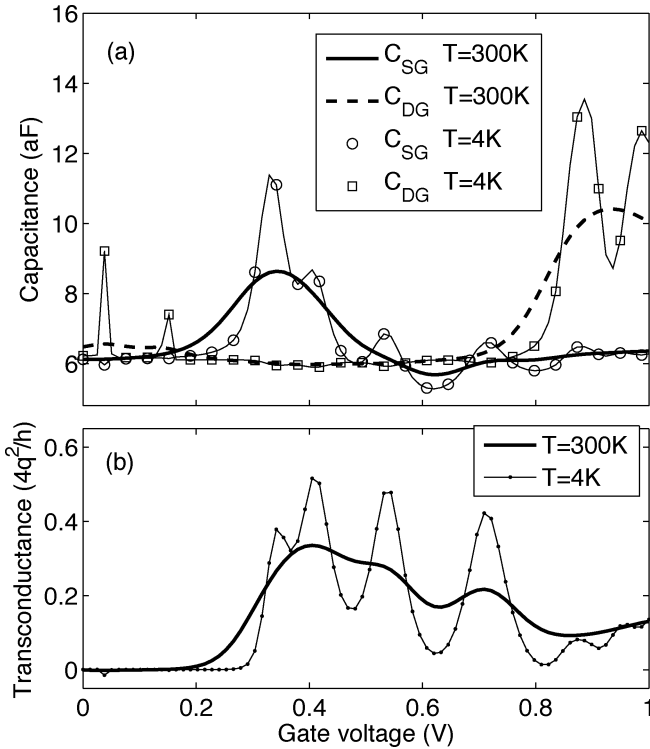 16
14
12
10
8
6
Capacitance (aF)
(a)
C_SG T=300K
C_DG T=300K
C_SG T=4K
C_DG T=4K
0.6
0.4
0.2
0
Transconductance (4q²/h)
(b)
T=300K
T=4K
0 0.2 0.4 0.6 0.8 1
Gate voltage (V)